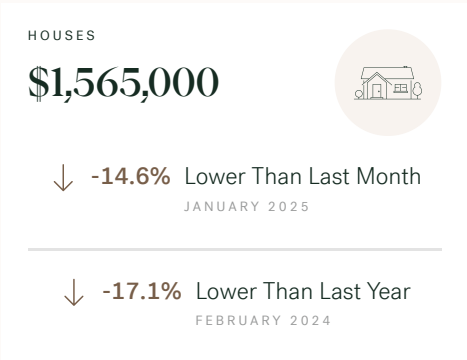 HOUSES
$1,565,000
-14.6% Lower Than Last Month
JANUARY 2025
-17.1% Lower Than Last Year
FEBRUARY 2024